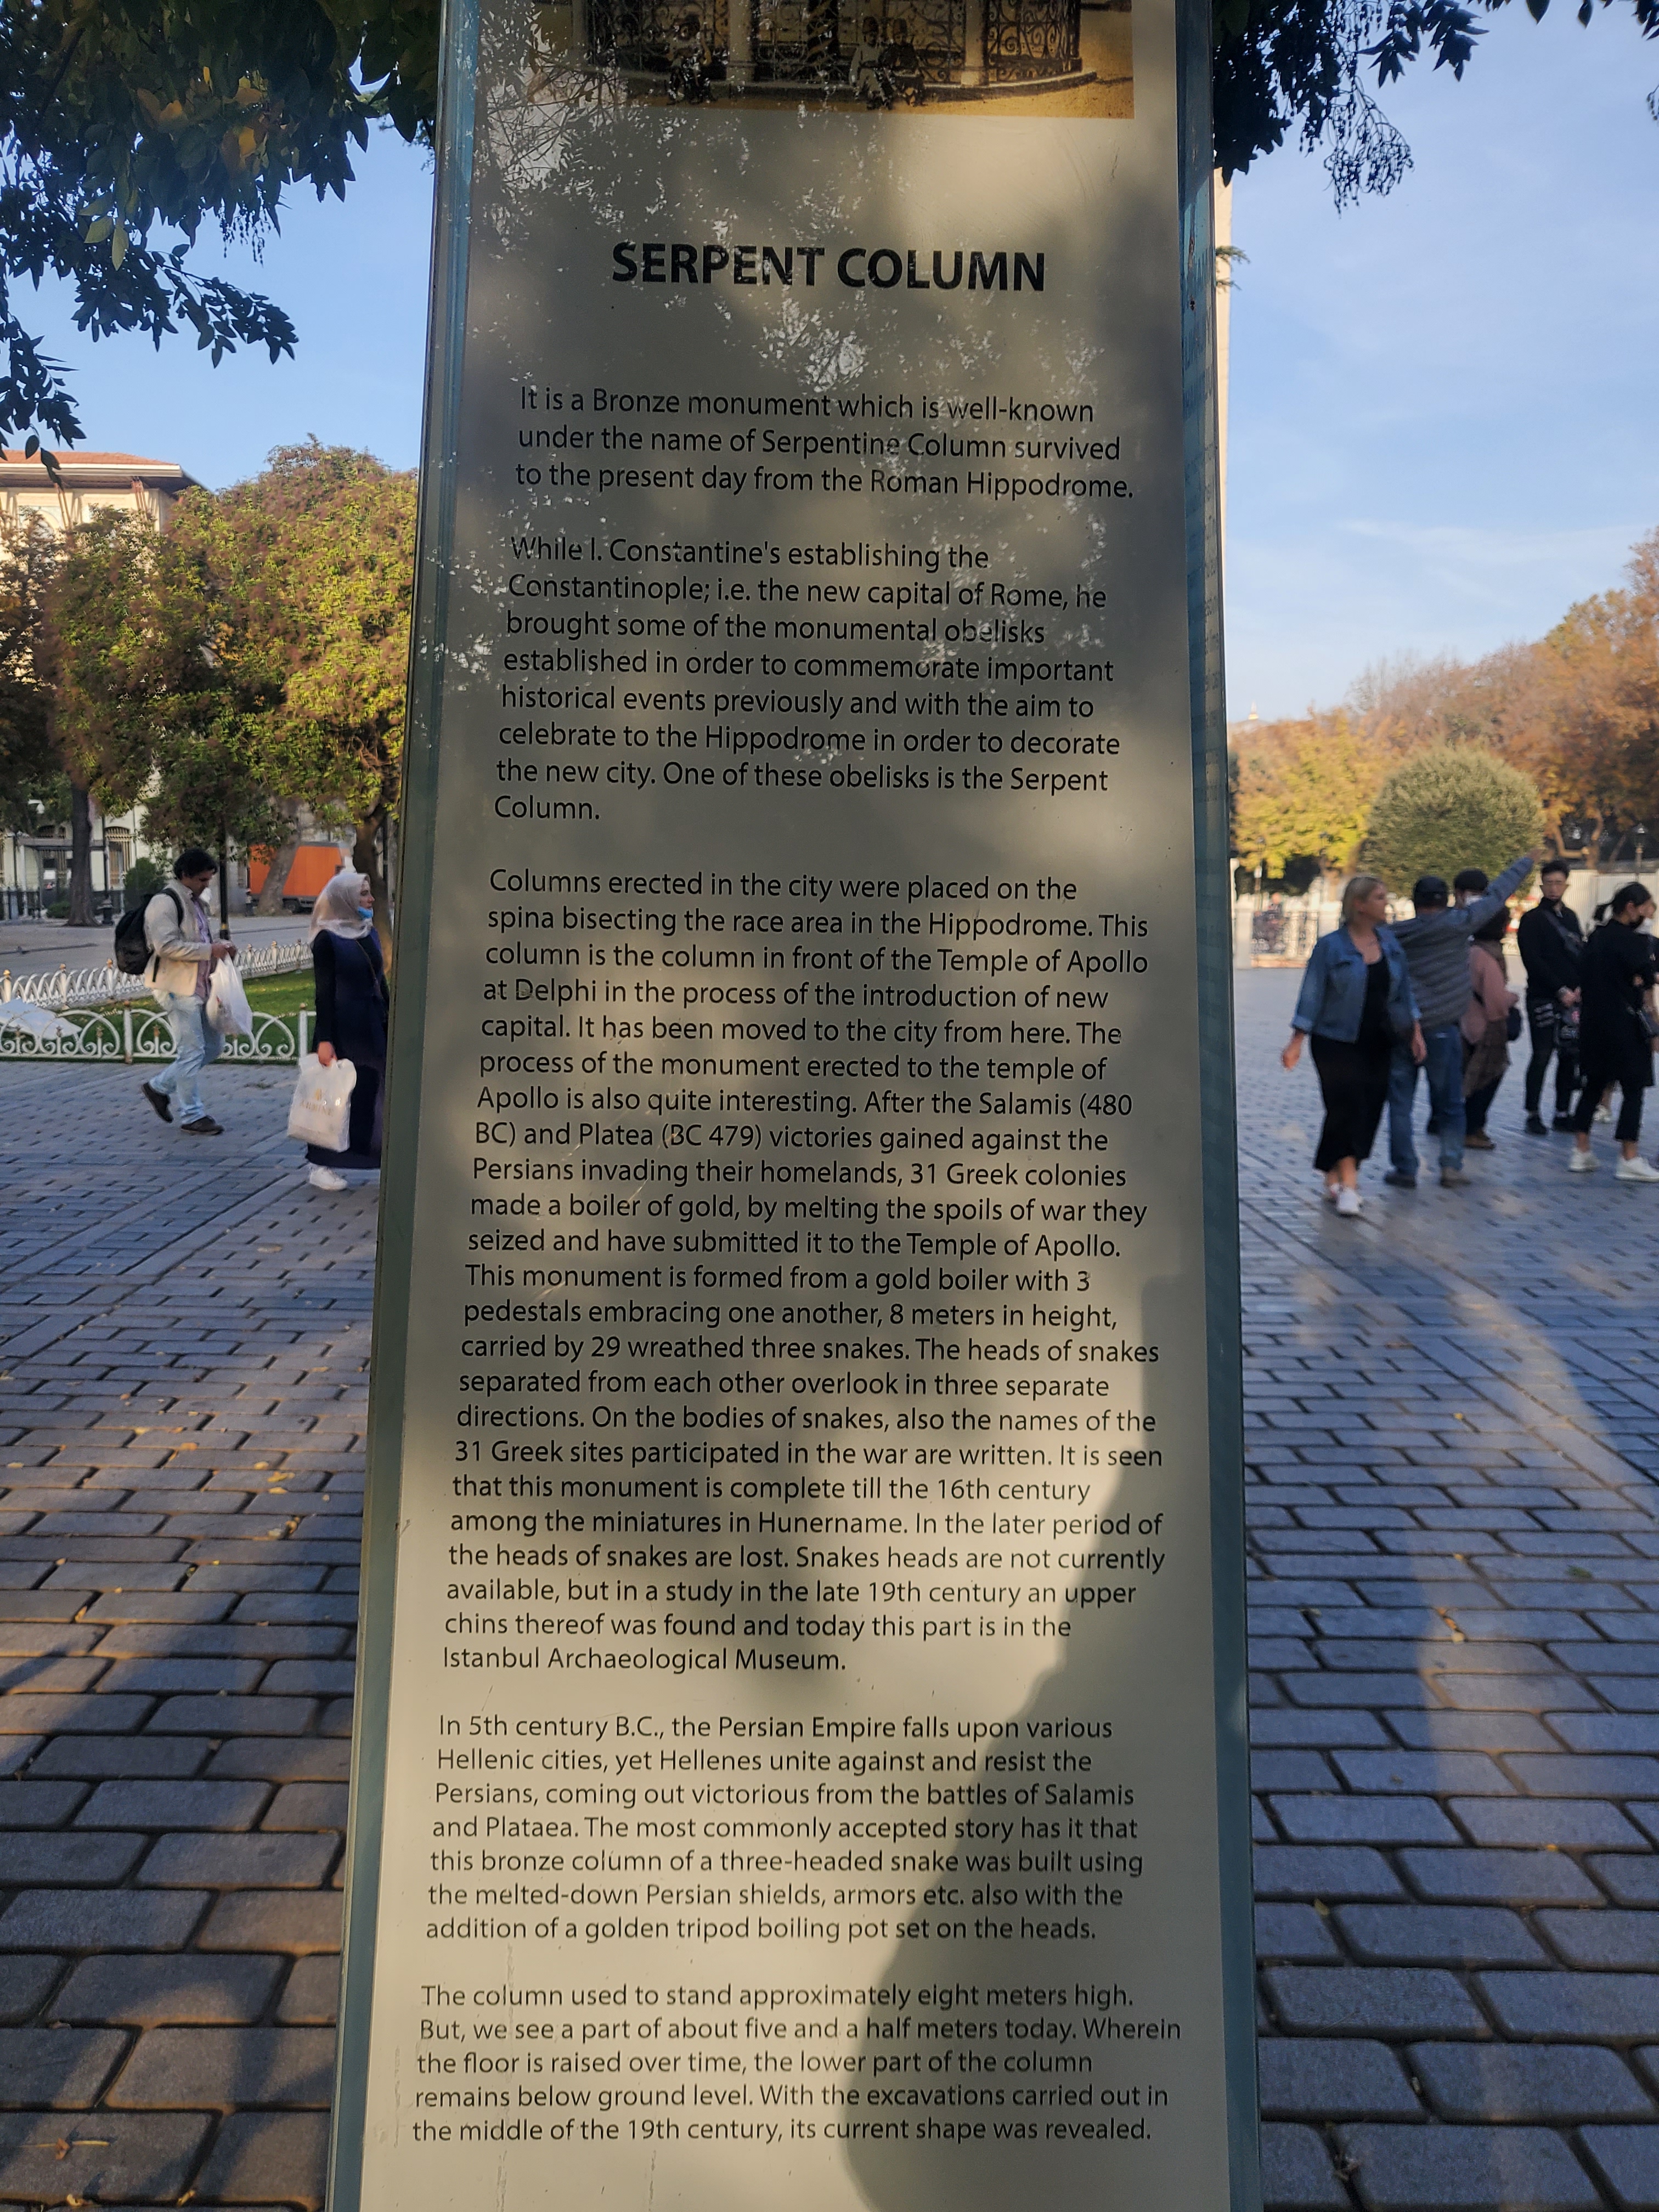 SERPENT COLUMN
It is a Bronze monument which is well-known
under the name of Serpentine Column survived
to the present day from the Roman Hippodrome.
While I. Constantine's establishing the
Constantinople; i.e. the new capital of Rome, he
brought some of the monumental obelisks
established in order to commemorate important
historical events previously and with the aim to
celebrate to the Hippodrome in order to decorate
the new city. One of these obelisks is the Serpent
Column.
Columns erected in the city were placed on the
spina bisecting the race area in the Hippodrome. This
column is the column in front of the Temple of Apollo
at Delphi in the process of the introduction of new
capital. It has been moved to the city from here. The
process of the monument erected to the temple of
Apollo is also quite interesting. After the Salamis (480
BC) and Platea (BC 479) victories gained against the
Persians invading their homelands, 31 Greek colonies
made a boiler of gold, by melting the spoils of war they
seized and have submitted it to the Temple of Apollo.
This monument is formed from a gold boiler with 3
pedestals embracing one another, 8 meters in height,
carried by 29 wreathed three snakes. The heads of snakes
separated from each other overlook in three separate
directions. On the bodies of snakes, also the names of the
31 Greek sites participated in the war are written. It is seen
that this monument is complete till the 16th century
among the miniatures in Hunername. In the later period of
the heads of snakes are lost. Snakes heads are not currently
available, but in a study in the late 19th century an upper
chins thereof was found and today this part is in the
Istanbul Archaeological Museum.
In 5th century B.C., the Persian Empire falls upon various
Hellenic cities, yet Hellenes unite against and resist the
Persians, coming out victorious from the battles of Salamis
and Plataea. The most commonly accepted story has it that
this bronze column of a three-headed snake was built using
the melted-down Persian shields, armors etc. also with the
addition of a golden tripod boiling pot set on the heads.
The column used to stand approximately eight meters high.
But, we see a part of about five and a half meters today. Wherein
the floor is raised over time, the lower part of the column
remains below ground level. With the excavations carried out in
the middle of the 19th century, its current shape was revealed.